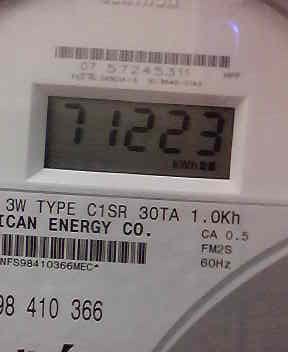 07 57245311
71223
kWh
3W TYPE C1SR 30TA 1.0Kh
ICAN ENERGY CO. CA 0.5
FM2S
NFS98410366MEC* 60Hz
98 410 366